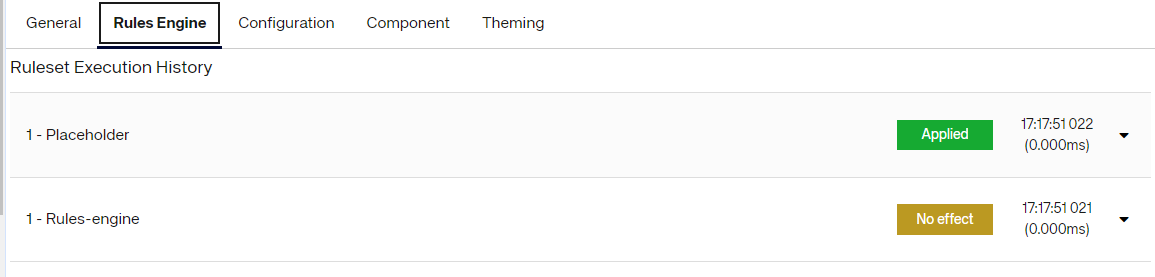 General Rules Engine Configuration Component Theming
Ruleset Execution History
1 - Placeholder Applied 17:17:51 022
(0.000ms)
1 - Rules-engine No effect 17:17:51 021
(0.000ms)